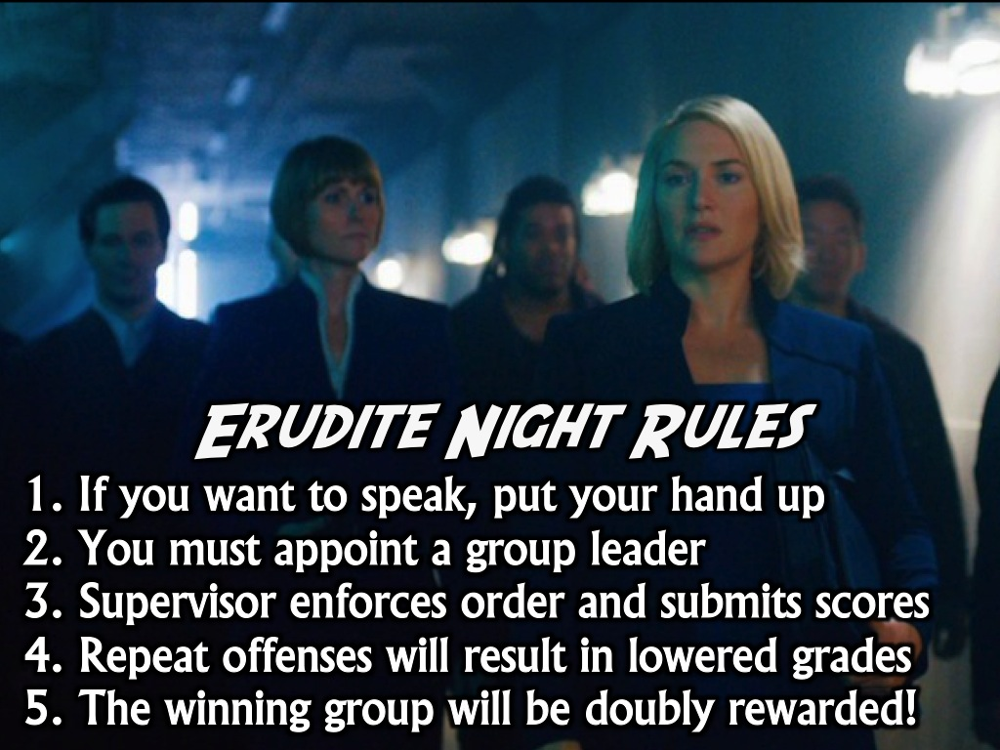 Erudite Night Rules
1. If you want to speak, put your hand up
2. You must appoint a group leader
3. Supervisor enforces order and submits scores
4. Repeat offenses will result in lowered grades
5. The winning group will be doubly rewarded!